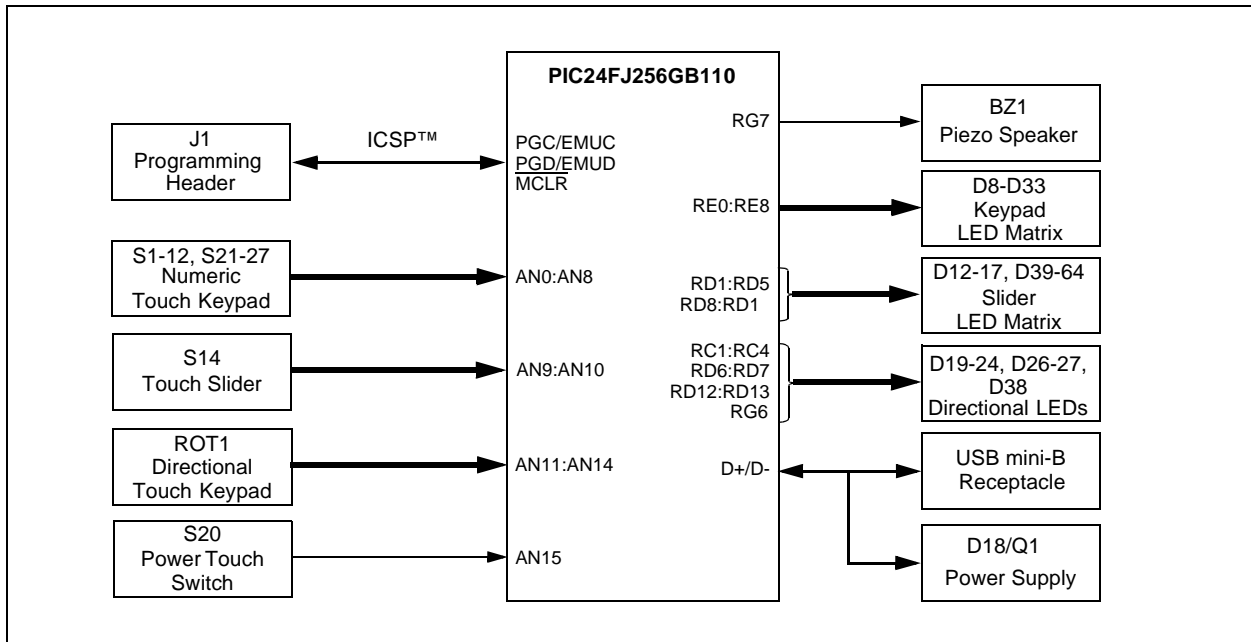 PIC24FJ256GB110
J1
Programming
Header
ICSP™
PGC/EMUC
PGD/EMUD
MCLR
S1-12, S21-27
Numeric
Touch Keypad
AN0:AN8
S14
Touch Slider
AN9:AN10
ROT1
Directional
Touch Keypad
AN11:AN14
S20
Power Touch
Switch
AN15
RG7
BZ1
Piezo Speaker
RE0:RE8
D8-D33
Keypad
LED Matrix
RD1:RD5
RD8:RD1
D12-17, D39-64
Slider
LED Matrix
RC1:RC4
RD6:RD7
RD12:RD13
RG6
D19-24, D26-27,
D38
Directional LEDs
D+/D-
USB mini-B
Receptacle
D18/Q1
Power Supply